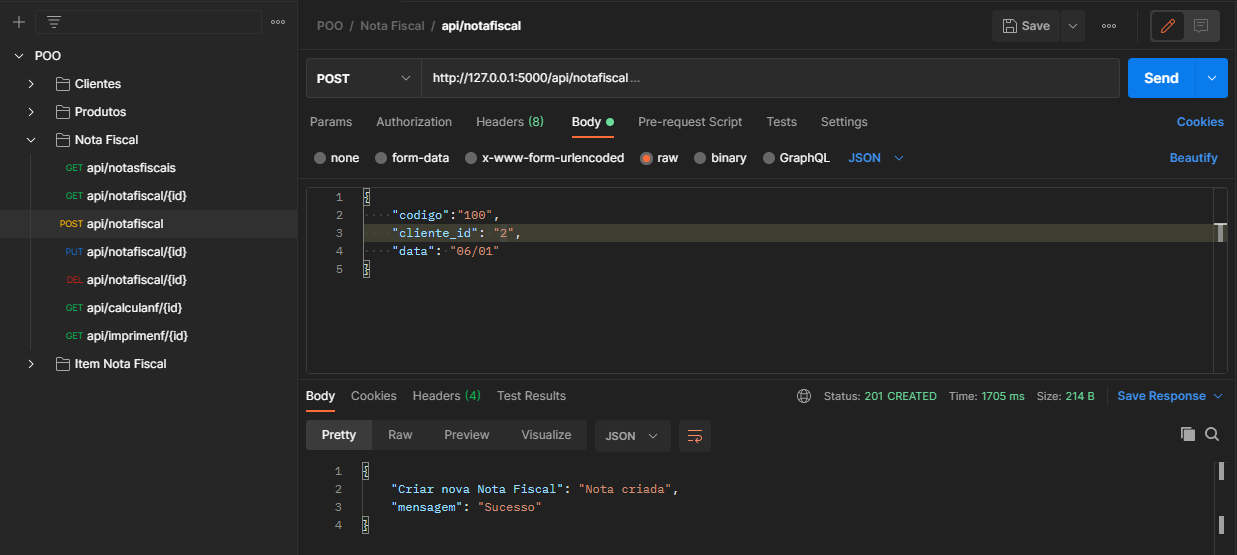 POO / Nota Fiscal / api/notafiscal
Save
POO
Clientes
Produtos
Nota Fiscal
GET api/notasfiscais
GET api/notafiscal/{id}
POST api/notafiscal
PUT api/notafiscal/{id}
DEL api/notafiscal/{id}
GET api/calculanf/{id}
GET api/imprimenf/{id}
Item Nota Fiscal
POST http://127.0.0.1:5000/api/notafiscal ... Send
Params Authorization Headers (8) Body Pre-request Script Tests Settings Cookies
none form-data x-www-form-urlencoded raw binary GraphQL JSON Beautify
1 {
2 "codigo":"100",
3 "cliente_id": "2",
4 "data": "06/01"
5 }
Body Cookies Headers (4) Test Results Status: 201 CREATED Time: 1705 ms Size: 214 B Save Response
Pretty Raw Preview Visualize JSON
1 {
2 "Criar nova Nota Fiscal": "Nota criada",
3 "mensagem": "Sucesso"
4 }